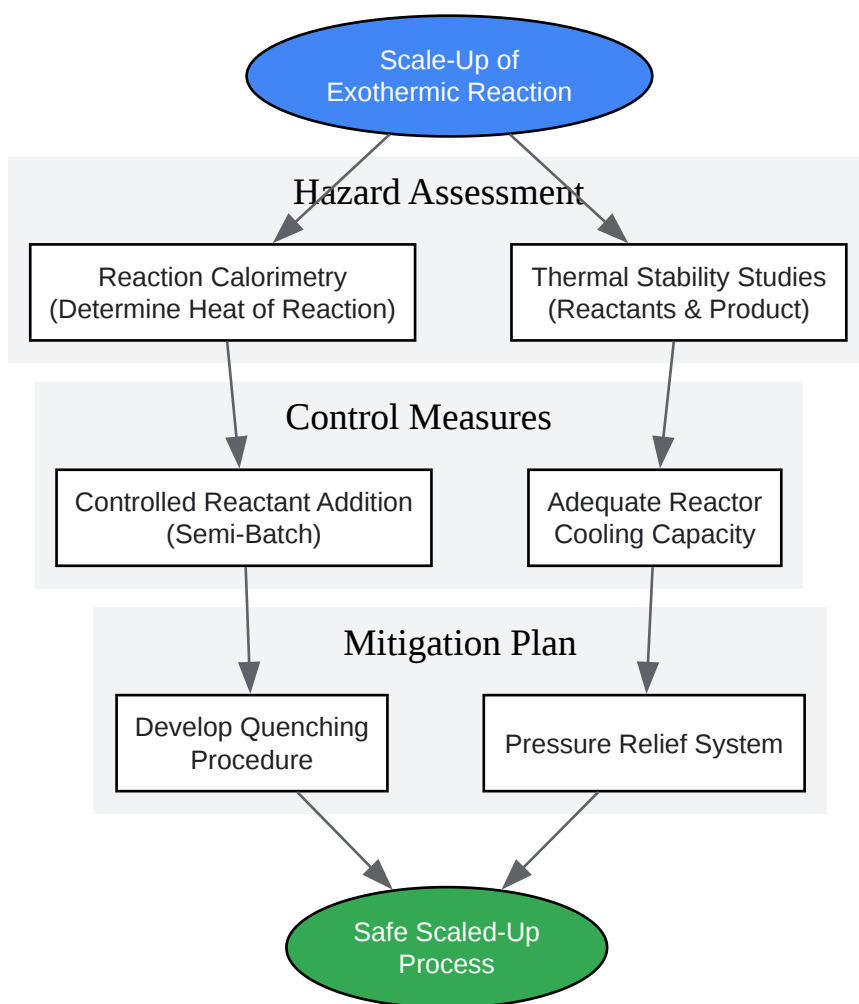 Scale-Up of
Exothermic Reaction
Hazard Assessment
Reaction Calorimetry
(Determine Heat of Reaction)
Thermal Stability Studies
(Reactants & Product)
Control Measures
Controlled Reactant Addition
(Semi-Batch)
Adequate Reactor
Cooling Capacity
Mitigation Plan
Develop Quenching
Procedure
Pressure Relief System
Safe Scaled-Up
Process